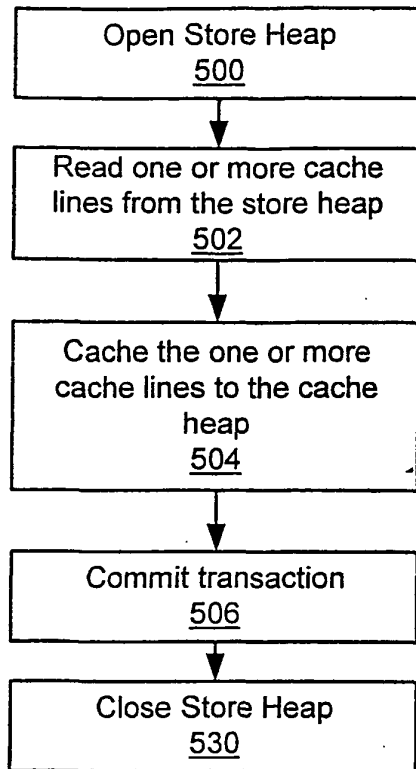 Open Store Heap
500
Read one or more cache
lines from the store heap
502
Cache the one or more
cache lines to the cache
heap
504
Commit transaction
506
Close Store Heap
530